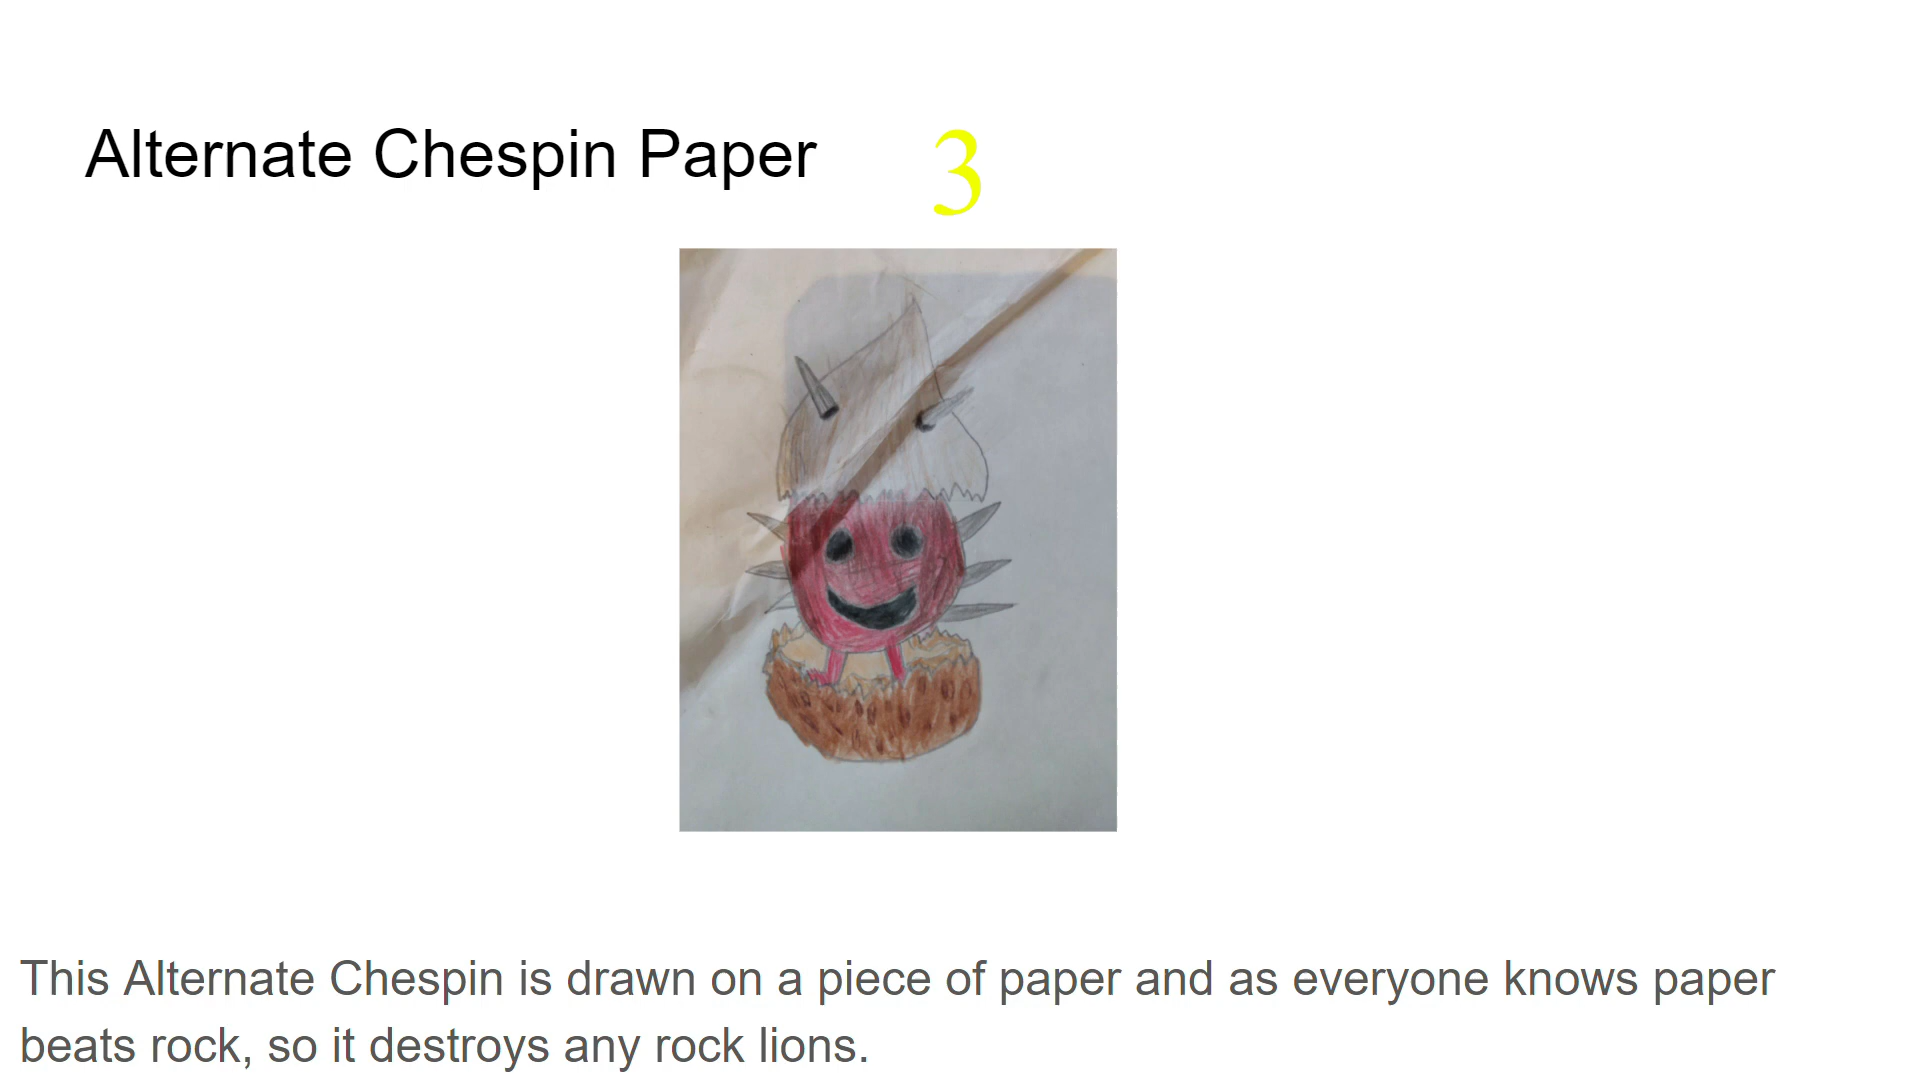 Alternate Chespin Paper
3
This Alternate Chespin is drawn on a piece of paper and as everyone knows paper
beats rock, so it destroys any rock lions.